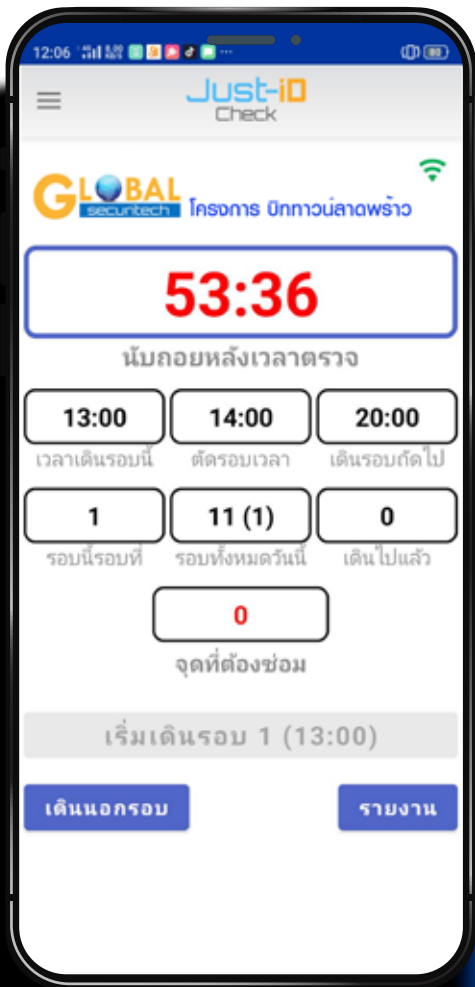 12:06
80
Just-iD
Check
GLOBAL
securitech
โครงการ บิททาวน์ลาดพร้าว
53:36
นับถอยหลังเวลาตรวจ
13:00 14:00 20:00
เวลาเดินรอบนี้ ตัดรอบเวลา เดินรอบถัดไป
1 11 (1) 0
รอบนี้รอบที่ รอบทั้งหมดวันนี้ เดินไปแล้ว
0
จุดที่ต้องซ่อม
เริ่มเดินรอบ 1 (13:00)
เดินนอกรอบ รายงาน